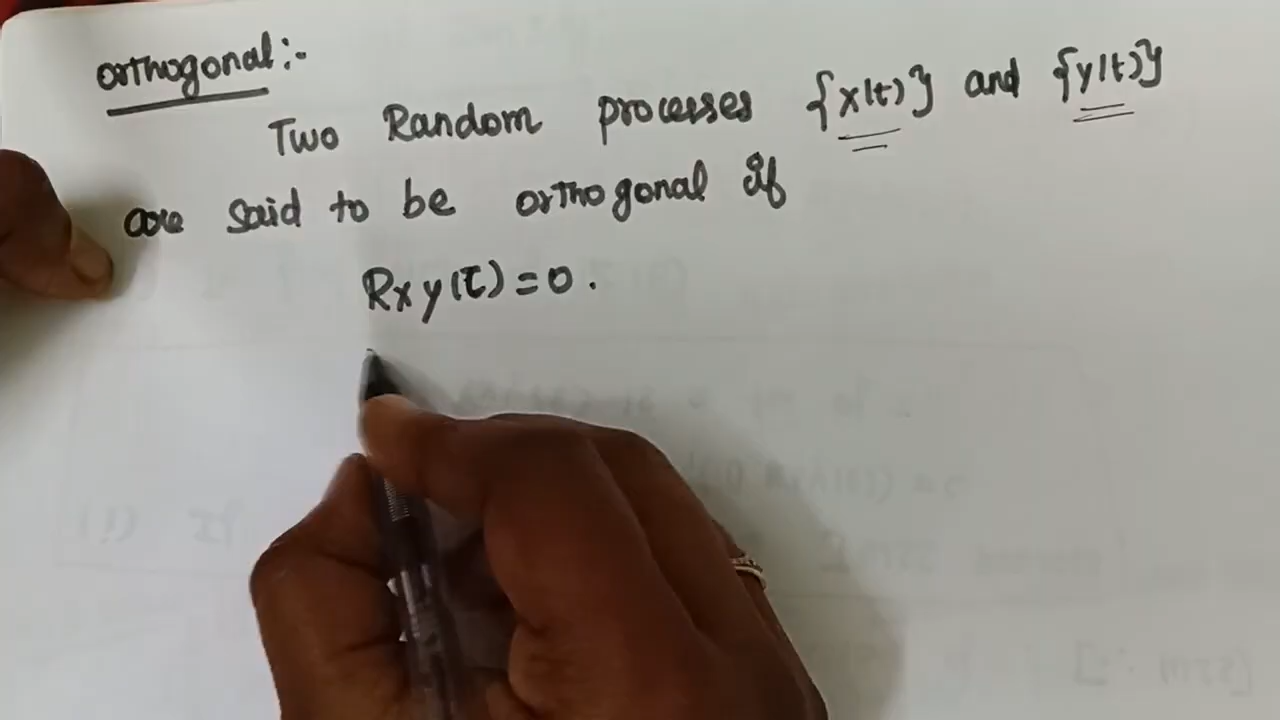 orthogonal:-
Two Random processes {x(t)} and {y(t)}
are said to be orthogonal if
Rxy(τ)=0.